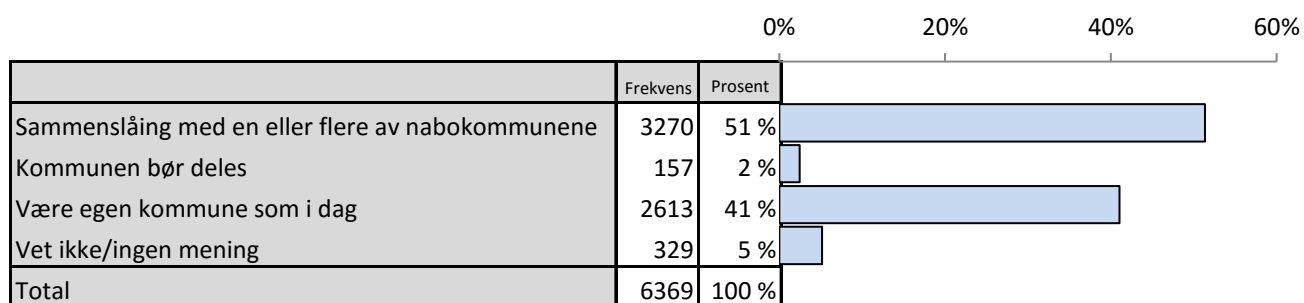 0% 20% 40% 60%
Frekvens Prosent
Sammenslåing med en eller flere av nabokommunene 3270 51 %
Kommunen bør deles 157 2 %
Være egen kommune som i dag 2613 41 %
Vet ikke/ingen mening 329 5 %
Total 6369 100 %